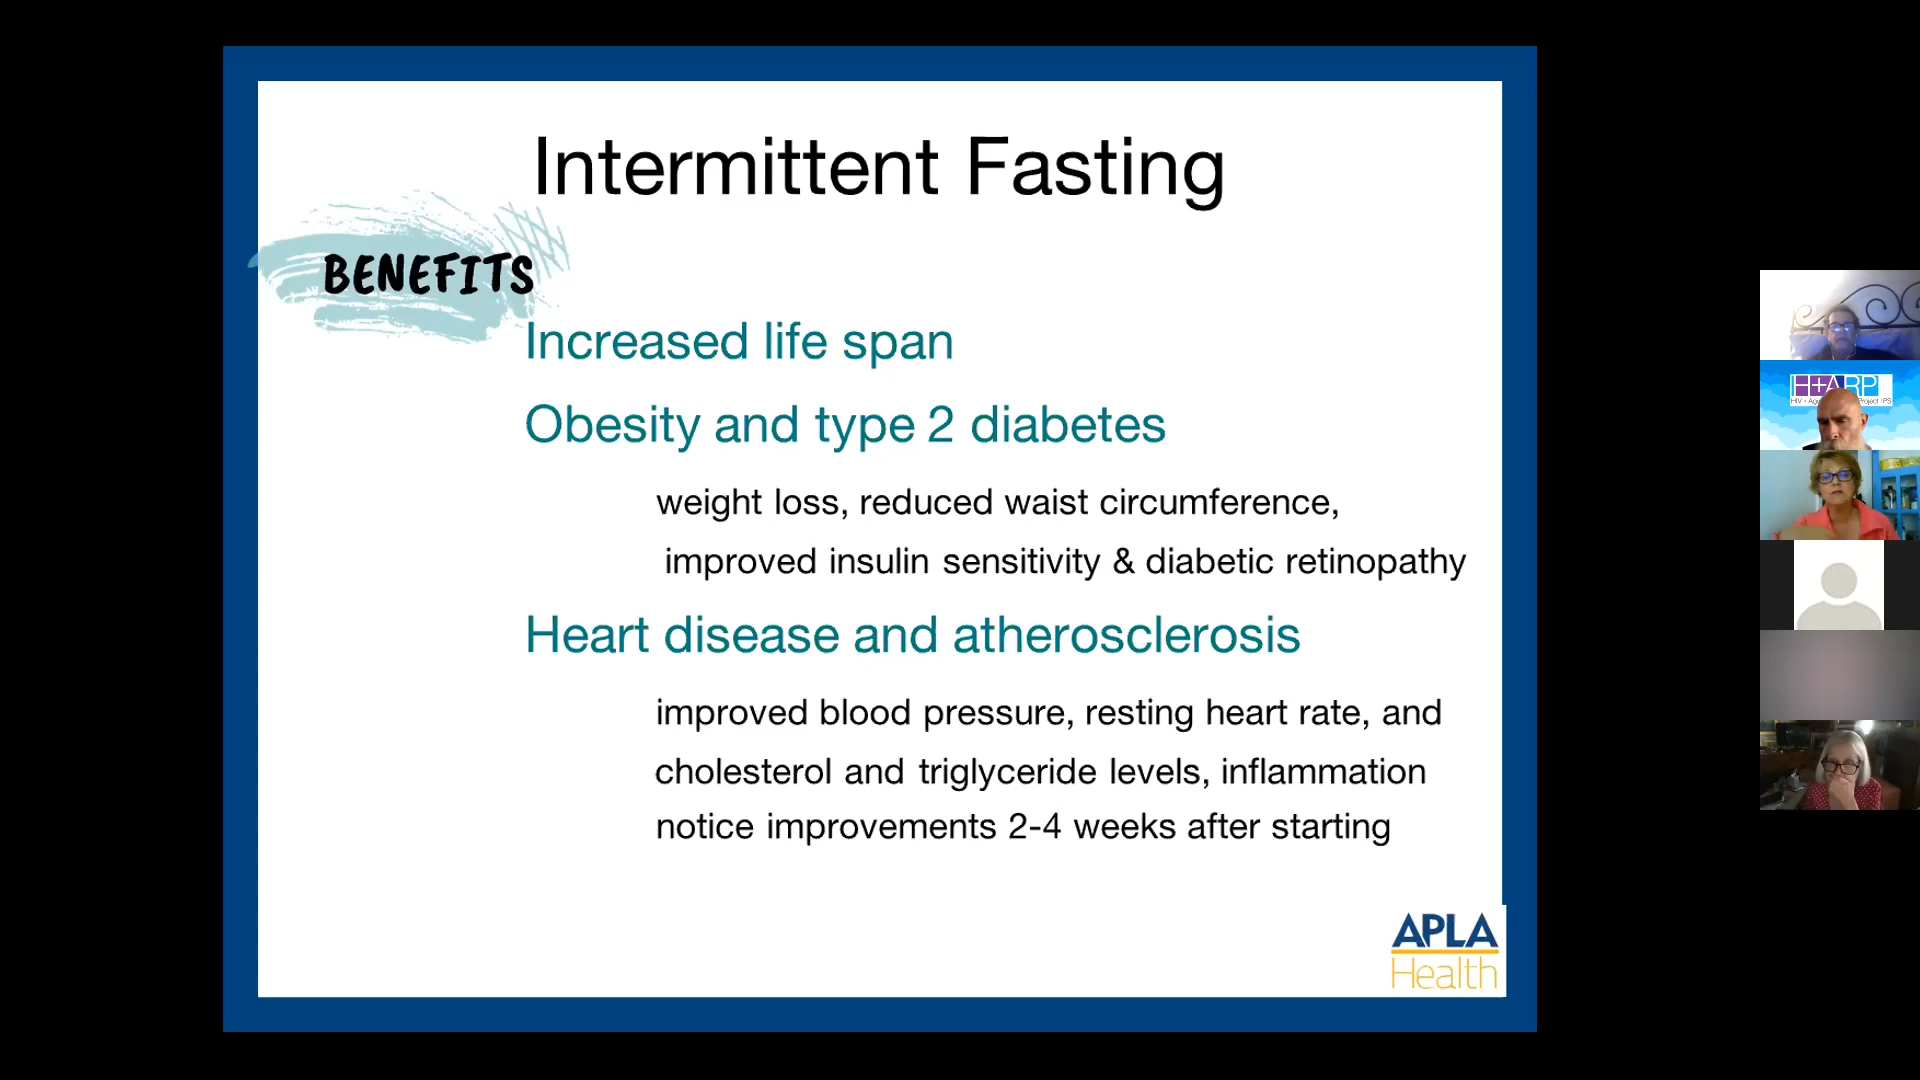 Intermittent Fasting
BENEFITS
Increased life span
Obesity and type 2 diabetes
weight loss, reduced waist circumference,
improved insulin sensitivity & diabetic retinopathy
Heart disease and atherosclerosis
improved blood pressure, resting heart rate, and
cholesterol and triglyceride levels, inflammation
notice improvements 2-4 weeks after starting
APLA
Health
H+ARP